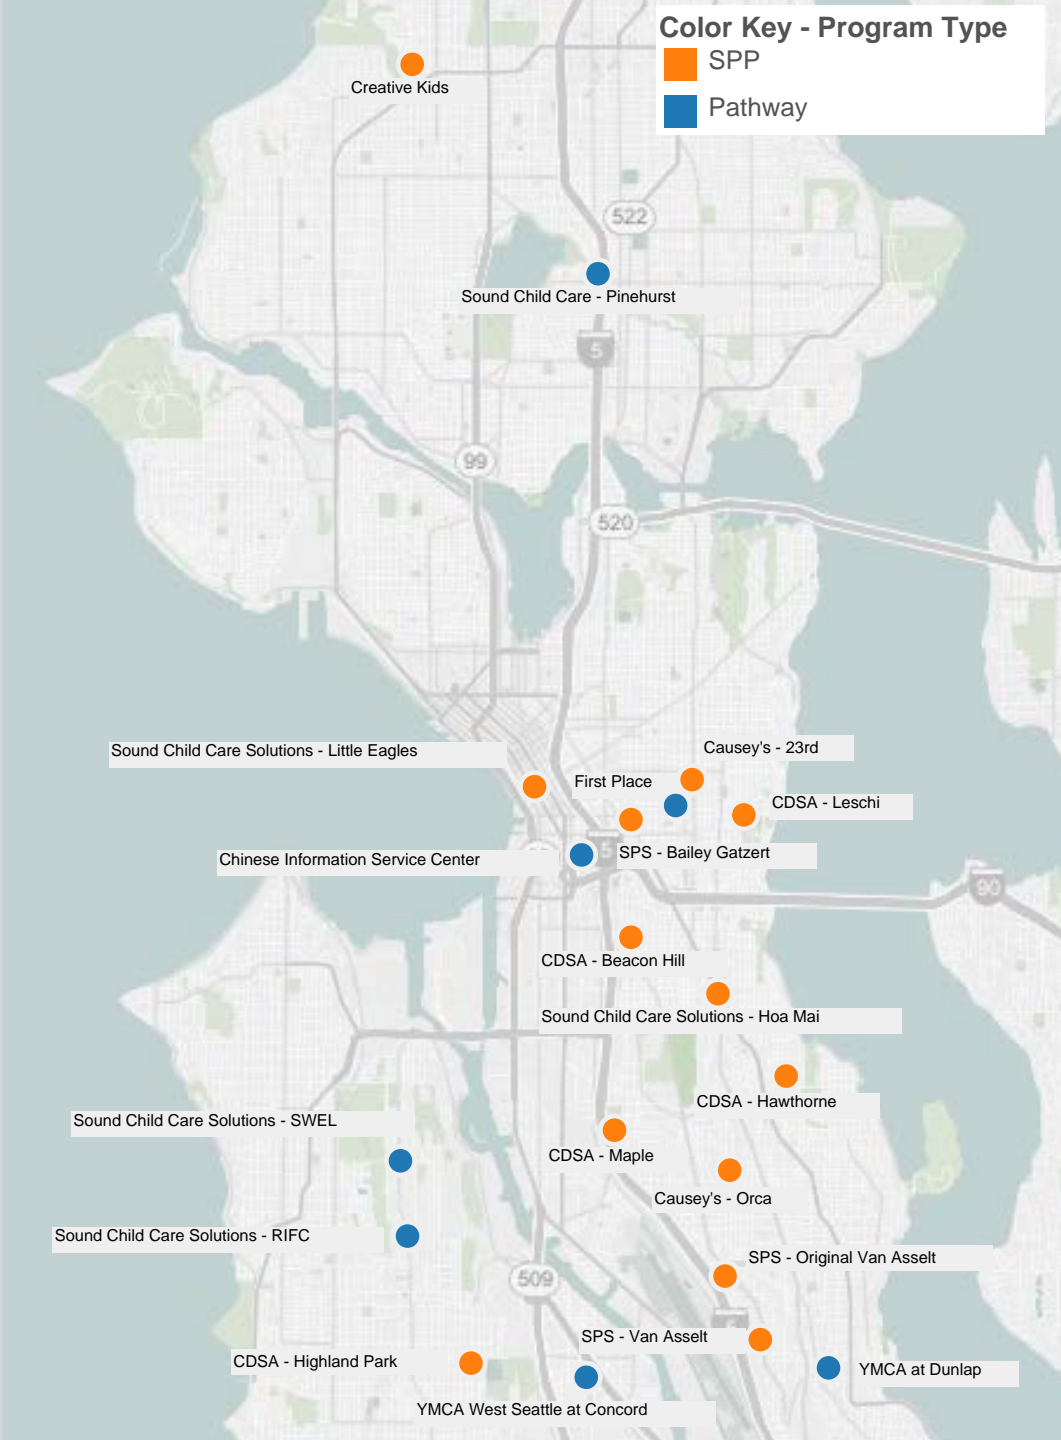 Color Key - Program Type
SPP
Pathway
Creative Kids
522
Sound Child Care - Pinehurst
5
99
520
Causey's - 23rd
Sound Child Care Solutions - Little Eagles
First Place
CDSA - Leschi
5
SPS - Bailey Gatzert
Chinese Information Service Center
90
CDSA - Beacon Hill
Sound Child Care Solutions - Hoa Mai
CDSA - Hawthorne
Sound Child Care Solutions - SWEL
CDSA - Maple
Causey's - Orca
Sound Child Care Solutions - RIFC
SPS - Original Van Asselt
509
SPS - Van Asselt
CDSA - Highland Park
YMCA at Dunlap
YMCA West Seattle at Concord